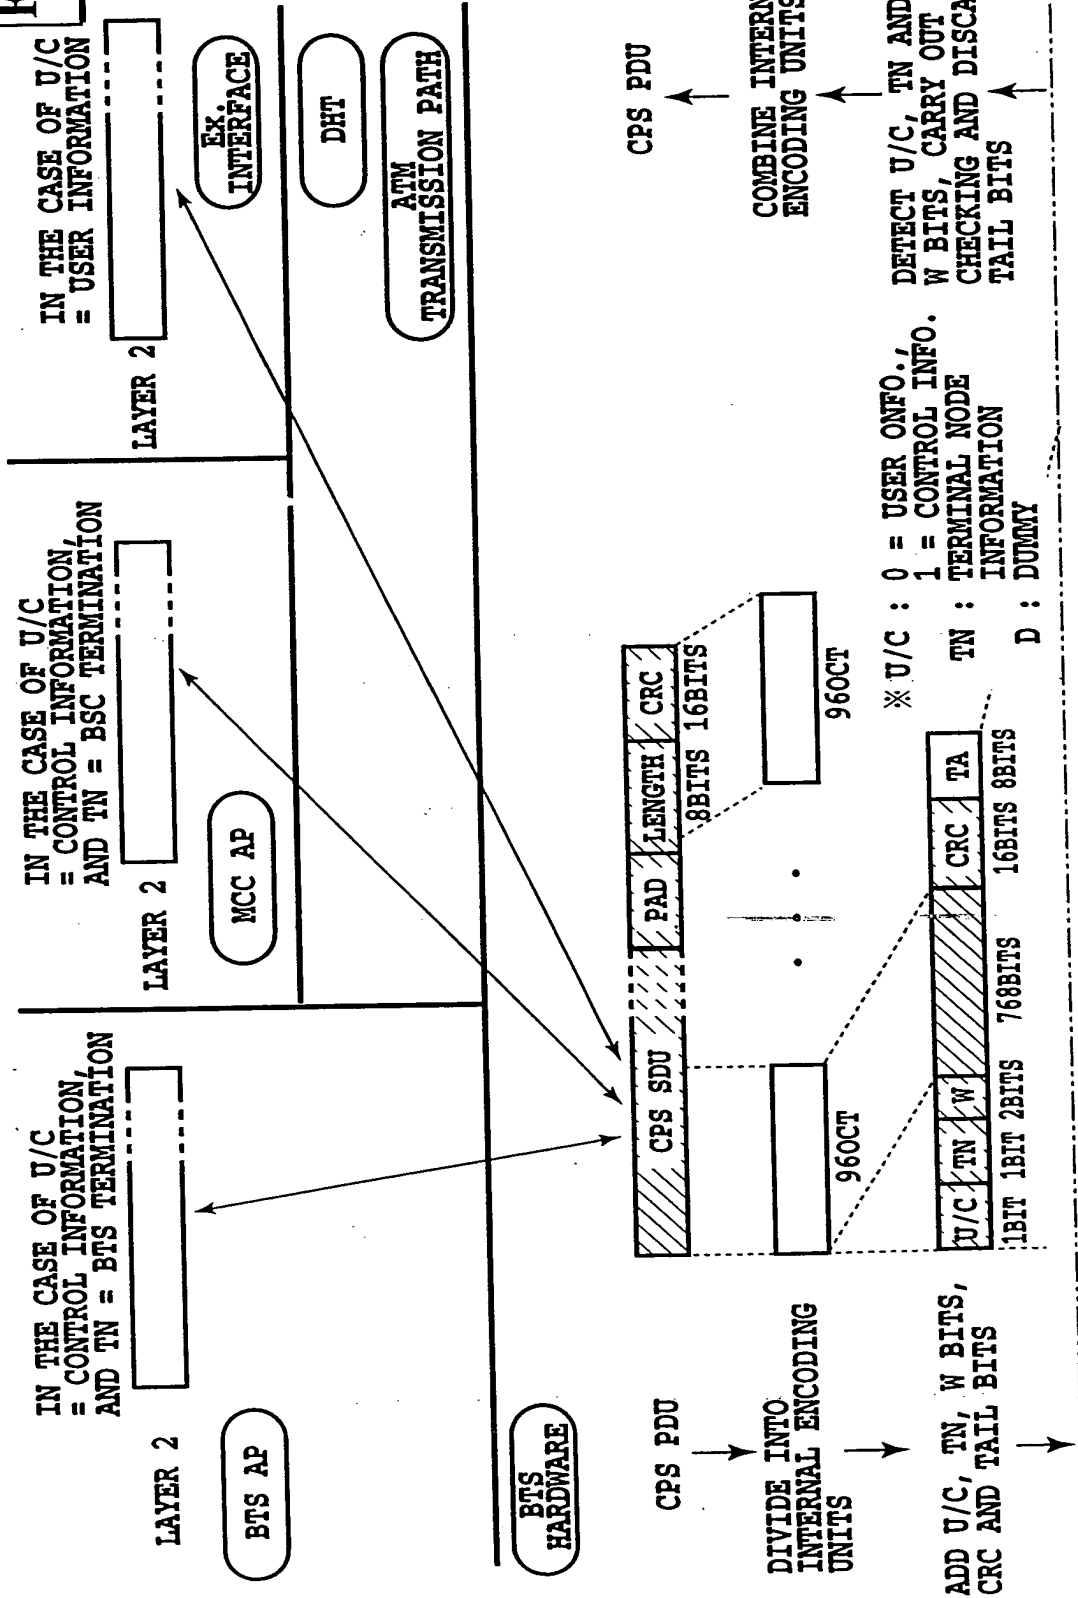 IN THE CASE OF U/C
= CONTROL INFORMATION,
AND TN = BTS TERMINATION
LAYER 2
BTS AP
IN THE CASE OF U/C
= CONTROL INFORMATION,
AND TN = BSC TERMINATION
LAYER 2
MCC AP
IN THE CASE OF U/C
= USER INFORMATION
LAYER 2
EX.
INTERFACE
DHT
ATM
TRANSMISSION PATH
BTS
HARDWARE
CPS PDU
CPS SDU
PAD
LENGTH
CRC
8BITS
16BITS
CPS PDU
DIVIDE INTO
INTERNAL ENCODING
UNITS
96OCT
96OCT
COMBINE INTERN
ENCODING UNITS
ADD U/C, TN, W BITS,
CRC AND TAIL BITS
U/C
TN
W
CRC
TA
1BIT
1BIT
2BITS
768BITS
16BITS
8BITS
※ U/C : 0 = USER ONFO.,
1 = CONTROL INFO.
TN : TERMINAL NODE
INFORMATION
D : DUMMY
DETECT U/C, TN AND
W BITS, CARRY OUT
CHECKING AND DISCA
TAIL BITS